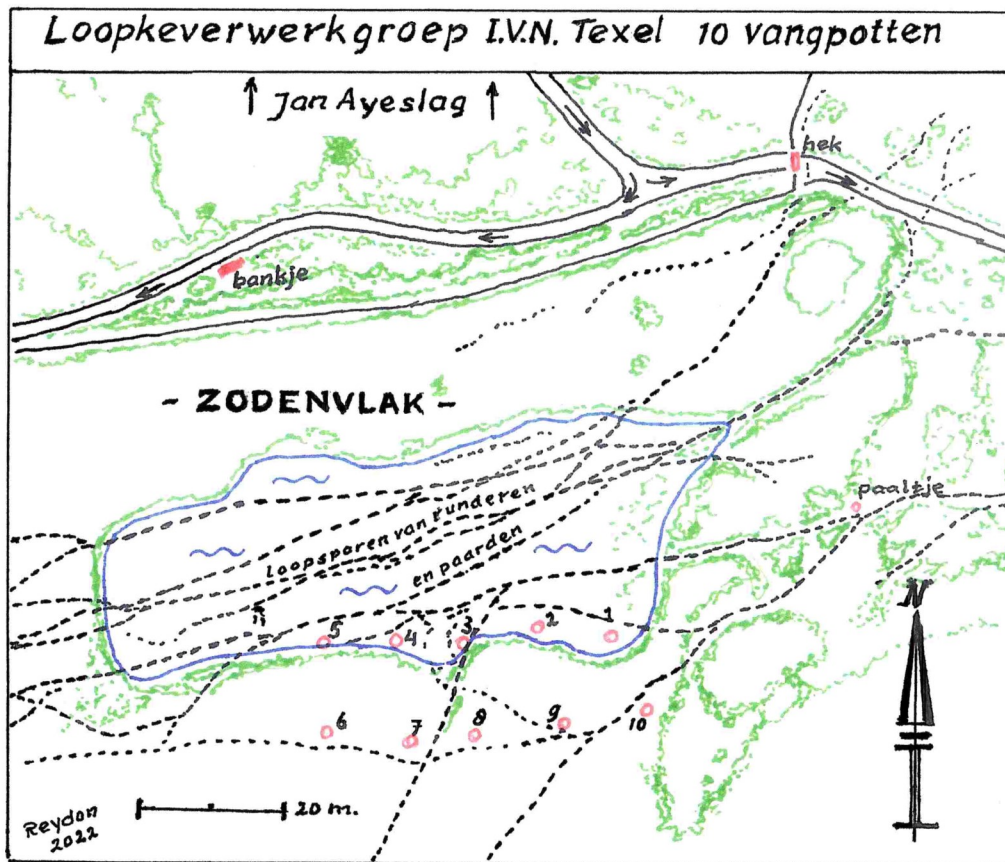 Loopkeverwerkgroep I.V.N. Texel 10 vangpotten
↑ Jan Ayeslag ↑
hek
bankje
- ZODENVLAK -
paaltje
loopsporen van runderen
en paarden
1
2
3
4
5
6
7
8
9
10
N
20 m.
Reydon
2022